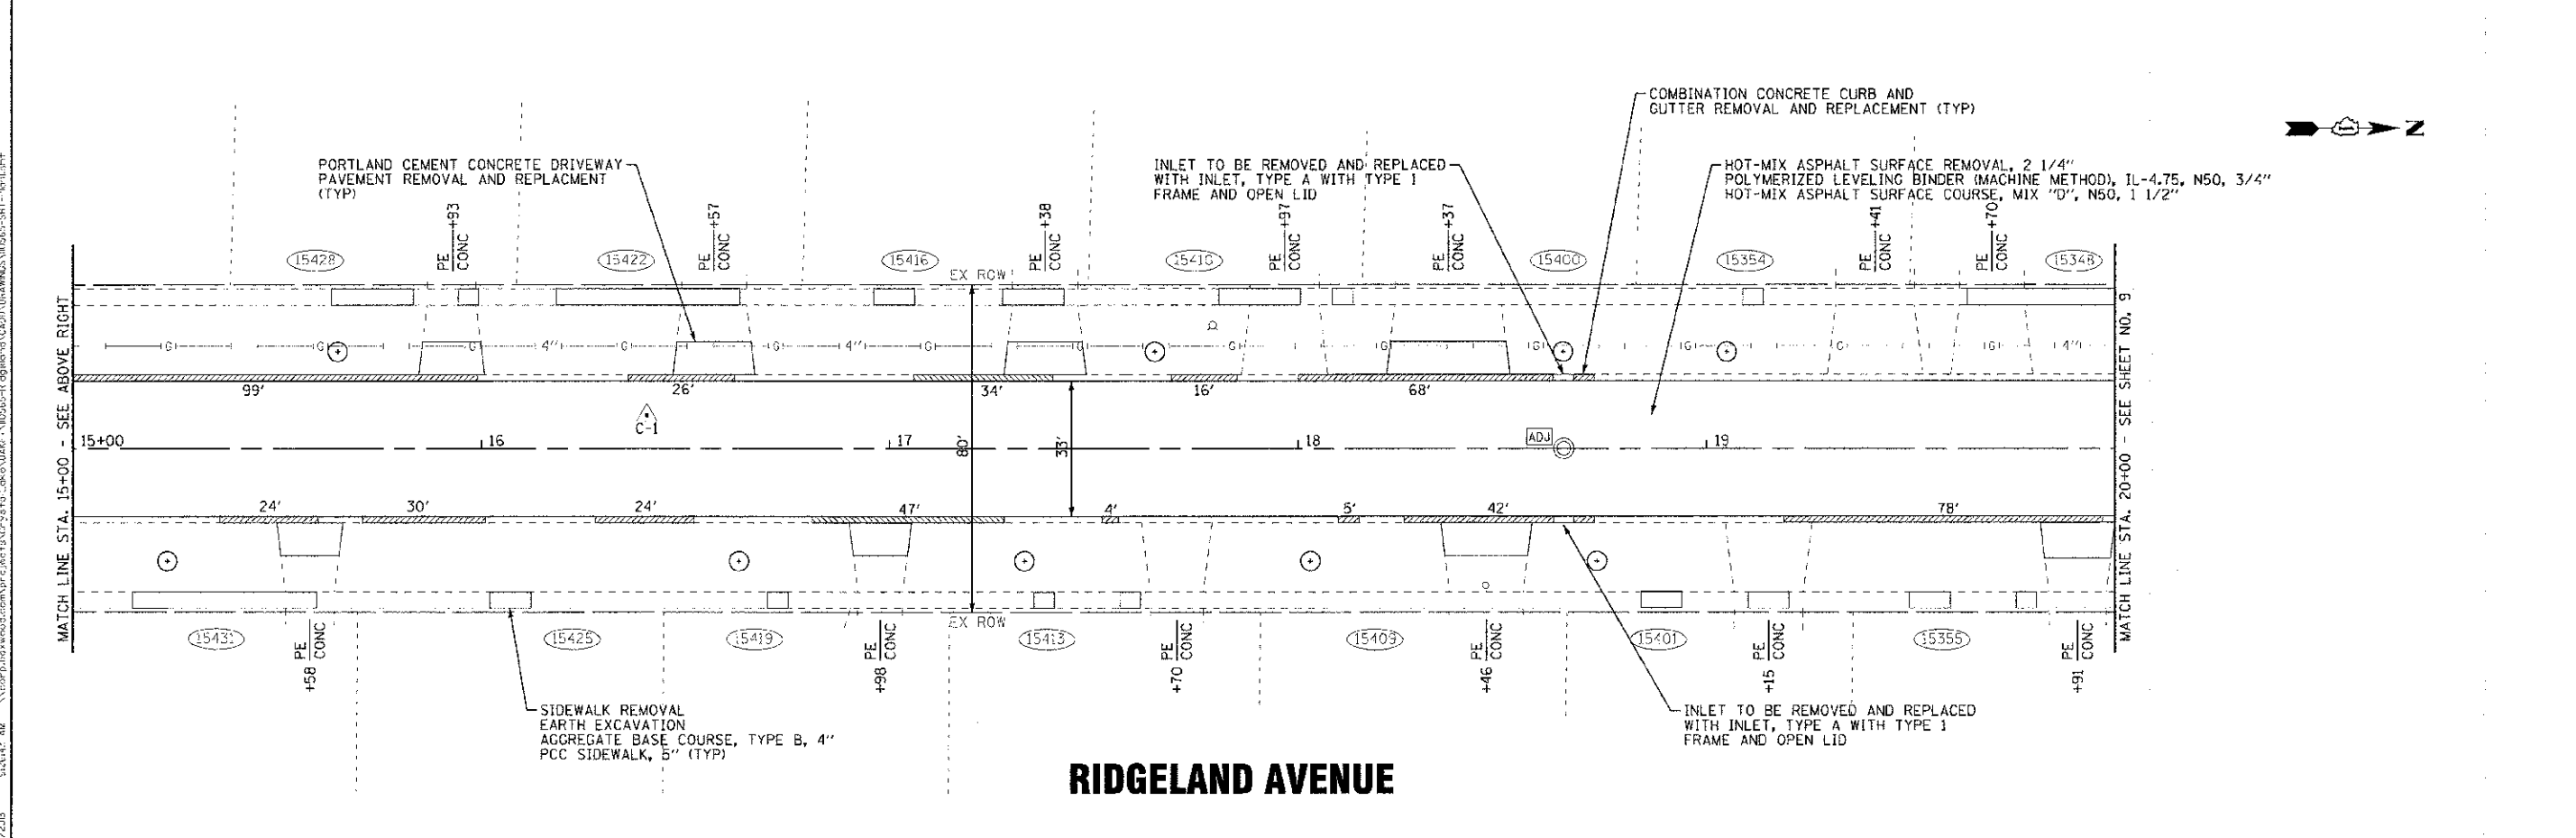 COMBINATION CONCRETE CURB AND
GUTTER REMOVAL AND REPLACEMENT (TYP)
N
PORTLAND CEMENT CONCRETE DRIVEWAY
PAVEMENT REMOVAL AND REPLACMENT
(TYP)
INLET TO BE REMOVED AND REPLACED
WITH INLET, TYPE A WITH TYPE 1
FRAME AND OPEN LID
HOT-MIX ASPHALT SURFACE REMOVAL, 2 1/4"
POLYMERIZED LEVELING BINDER (MACHINE METHOD), IL-4.75, N50, 3/4"
HOT-MIX ASPHALT SURFACE COURSE, MIX "D", N50, 1 1/2"
15428
PE CONC +93
15422
PE CONC +57
15416
EX ROW
PE CONC +38
15410
PE CONC +97
PE CONC +37
15400
15354
PE CONC +41
PE CONC +70
15348
MATCH LINE STA. 15+00 - SEE ABOVE RIGHT
G G G 4" G G 4" G G G G G G G G 4"
99' 26' 34' 16' 68'
C-1
15+00 16 17 18 ADJ 19
80'
33'
MATCH LINE STA. 20+00 - SEE SHEET NO. 9
24' 30' 24' 47' 4' 5' 42' 78'
EX ROW
15431
PE CONC +58
15425
15419
PE CONC +98
15413
PE CONC +70
15409
PE CONC +46
15401
PE CONC +15
15355
PE CONC +91
SIDEWALK REMOVAL
EARTH EXCAVATION
AGGREGATE BASE COURSE, TYPE B, 4"
PCC SIDEWALK, 5" (TYP)
INLET TO BE REMOVED AND REPLACED
WITH INLET, TYPE A WITH TYPE 1
FRAME AND OPEN LID
RIDGELAND AVENUE